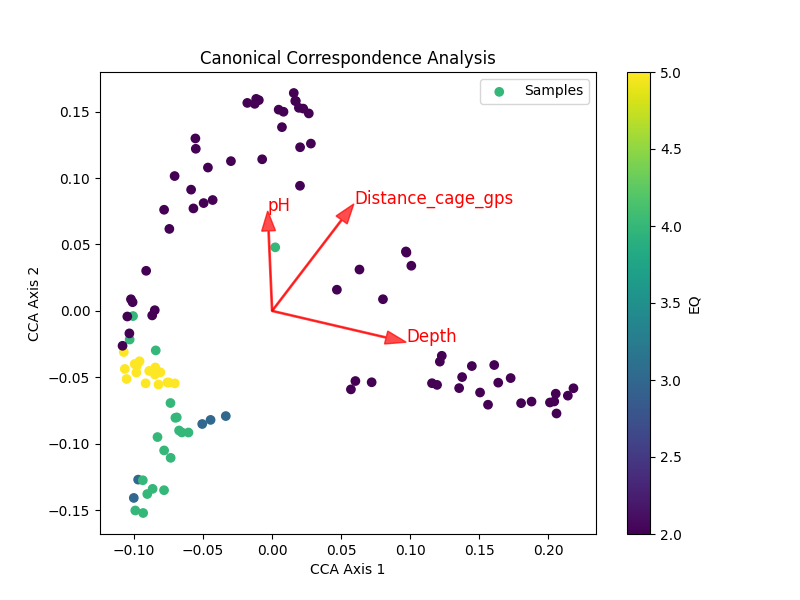 Canonical Correspondence Analysis
Samples
pH
Distance_cage_gps
Depth
CCA Axis 2
0.15
0.10
0.05
0.00
−0.05
−0.10
−0.15
−0.10
−0.05
0.00
0.05
0.10
0.15
0.20
CCA Axis 1
5.0
4.5
4.0
3.5
3.0
2.5
2.0
EQ